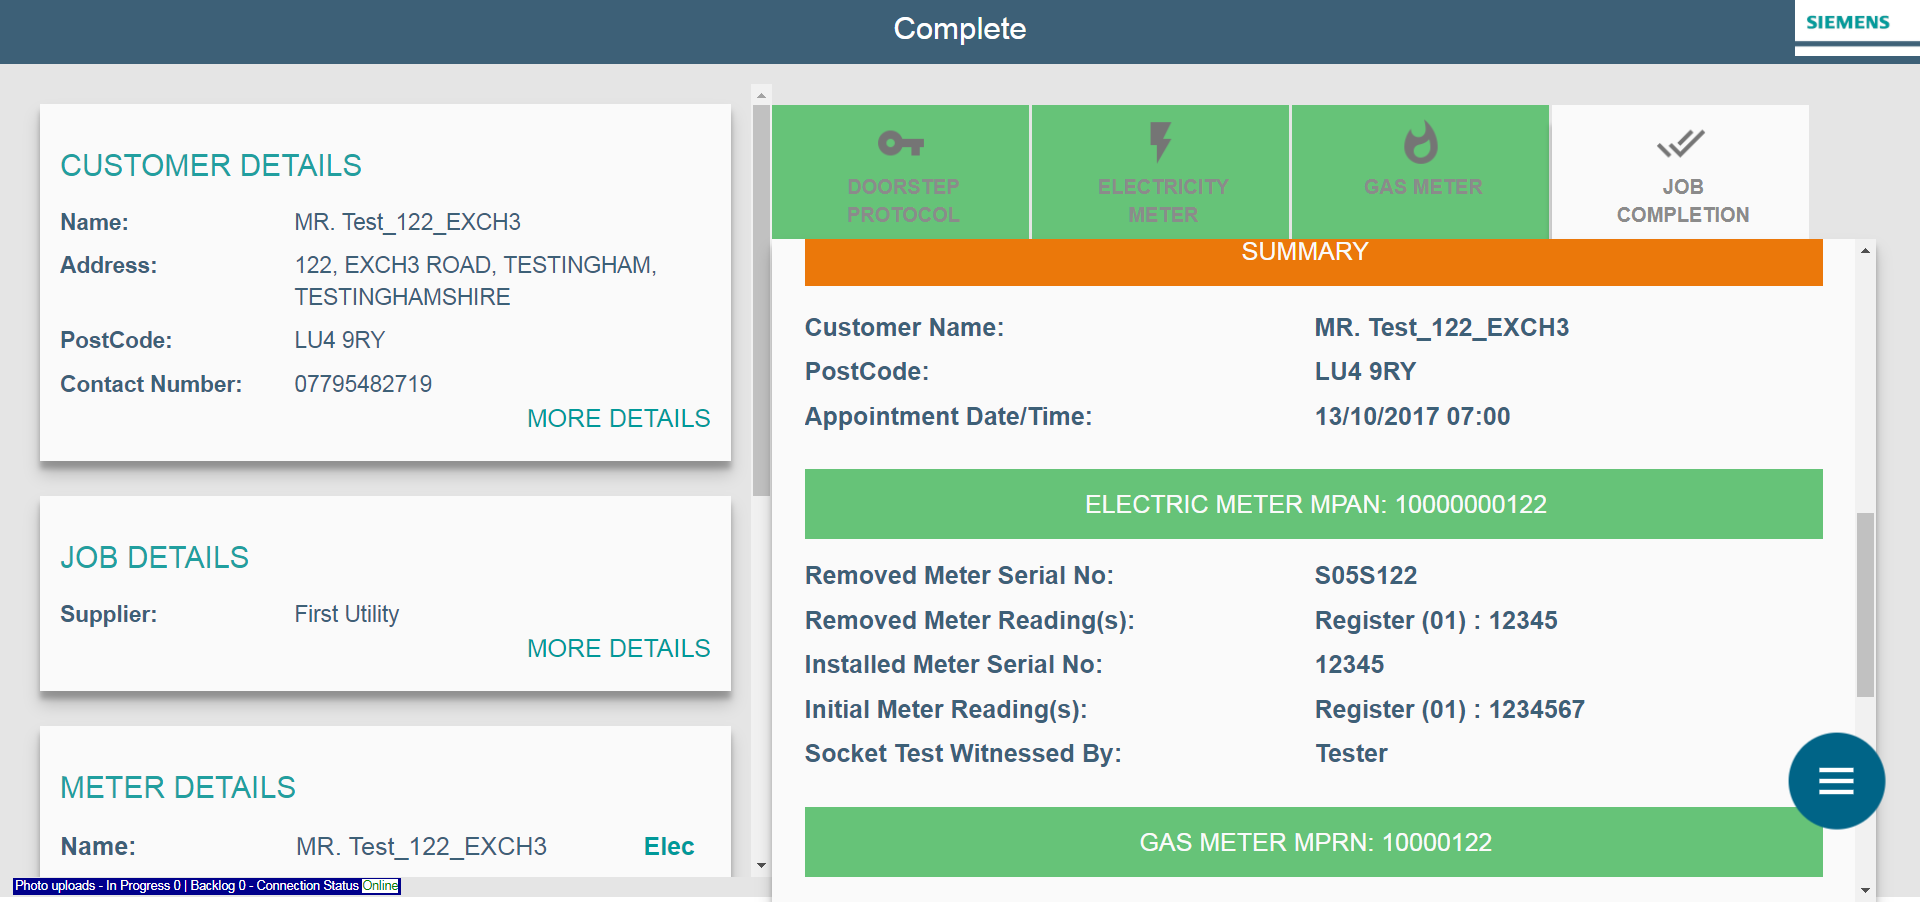 Complete
SIEMENS
CUSTOMER DETAILS
Name: MR. Test_122_EXCH3
Address: 122, EXCH3 ROAD, TESTINGHAM,
TESTINGHAMSHIRE
PostCode: LU4 9RY
Contact Number: 07795482719
MORE DETAILS
JOB DETAILS
Supplier: First Utility
MORE DETAILS
METER DETAILS
Name: MR. Test_122_EXCH3 Elec
Photo uploads - In Progress 0 | Backlog 0 - Connection Status Online
DOORSTEP
PROTOCOL
ELECTRICITY
METER
GAS METER
JOB
COMPLETION
SUMMARY
Customer Name: MR. Test_122_EXCH3
PostCode: LU4 9RY
Appointment Date/Time: 13/10/2017 07:00
ELECTRIC METER MPAN: 10000000122
Removed Meter Serial No: S05S122
Removed Meter Reading(s): Register (01) : 12345
Installed Meter Serial No: 12345
Initial Meter Reading(s): Register (01) : 1234567
Socket Test Witnessed By: Tester
GAS METER MPRN: 10000122